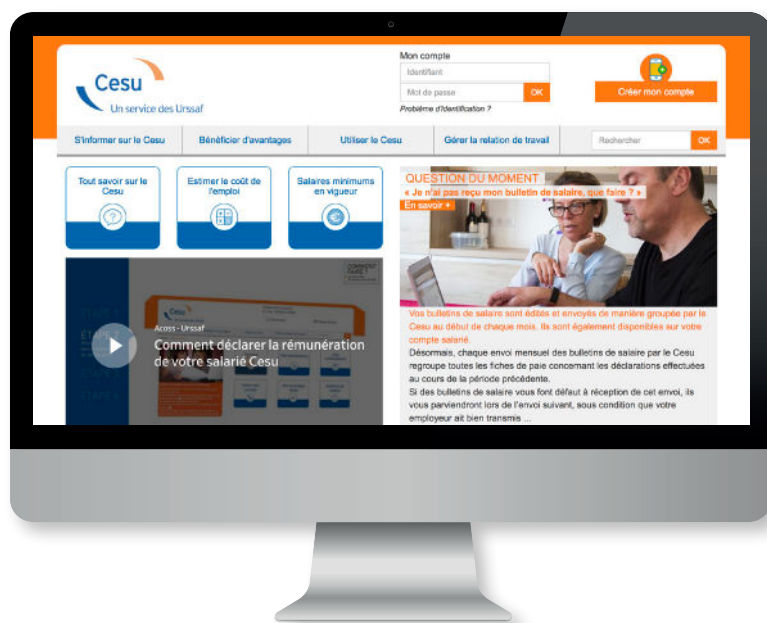 Cesu
Un service des Urssaf
Mon compte
Identifiant
Mot de passe
OK
Problème d'identification ?
Créer mon compte
S'informer sur le Cesu
Bénéficier d'avantages
Utiliser le Cesu
Gérer la relation de travail
Rechercher
OK
Tout savoir sur le
Cesu
Estimer le coût de
l'emploi
Salaires minimums
en vigueur
QUESTION DU MOMENT
« Je n'ai pas reçu mon bulletin de salaire, que faire ? »
En savoir +
COMMENT
FAIRE ?
Cesu
Acoss - Urssaf
Comment déclarer la rémunération
de votre salarié Cesu
Vos bulletins de salaire sont édités et envoyés de manière groupée par le
Cesu au début de chaque mois. Ils sont également disponibles sur votre
compte salarié.
Désormais, chaque envoi mensuel des bulletins de salaire par le Cesu
regroupe toutes les fiches de paie concernant les déclarations effectuées
au cours de la période précédente.
Si des bulletins de salaire vous font défaut à réception de cet envoi, ils
vous parviendront lors de l'envoi suivant, sous condition que votre
employeur ait bien transmis ...